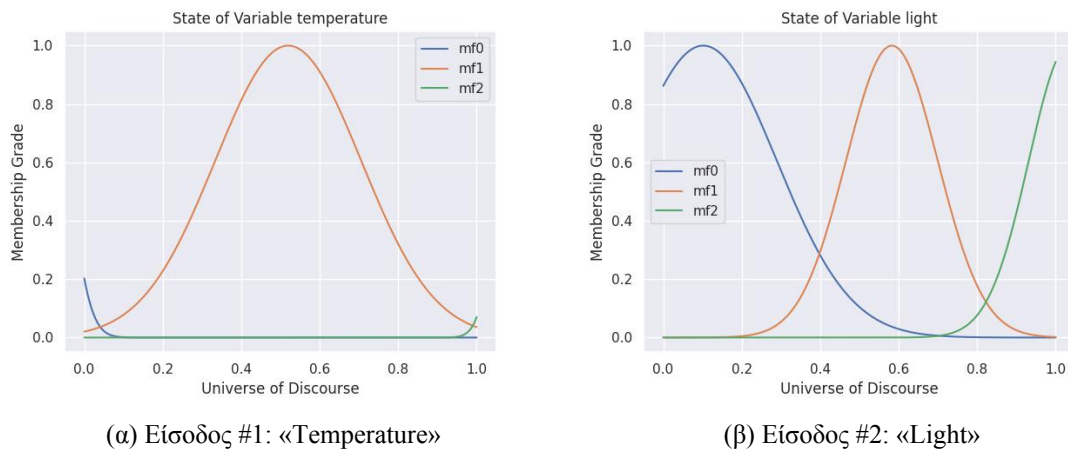 State of Variable temperature
1.0
0.8
0.6
0.4
0.2
0.0
Membership Grade
mf0
mf1
mf2
0.0 0.2 0.4 0.6 0.8 1.0
Universe of Discourse
(α) Είσοδος #1: «Temperature»
State of Variable light
1.0
0.8
0.6
0.4
0.2
0.0
Membership Grade
mf0
mf1
mf2
0.0 0.2 0.4 0.6 0.8 1.0
Universe of Discourse
(β) Είσοδος #2: «Light»